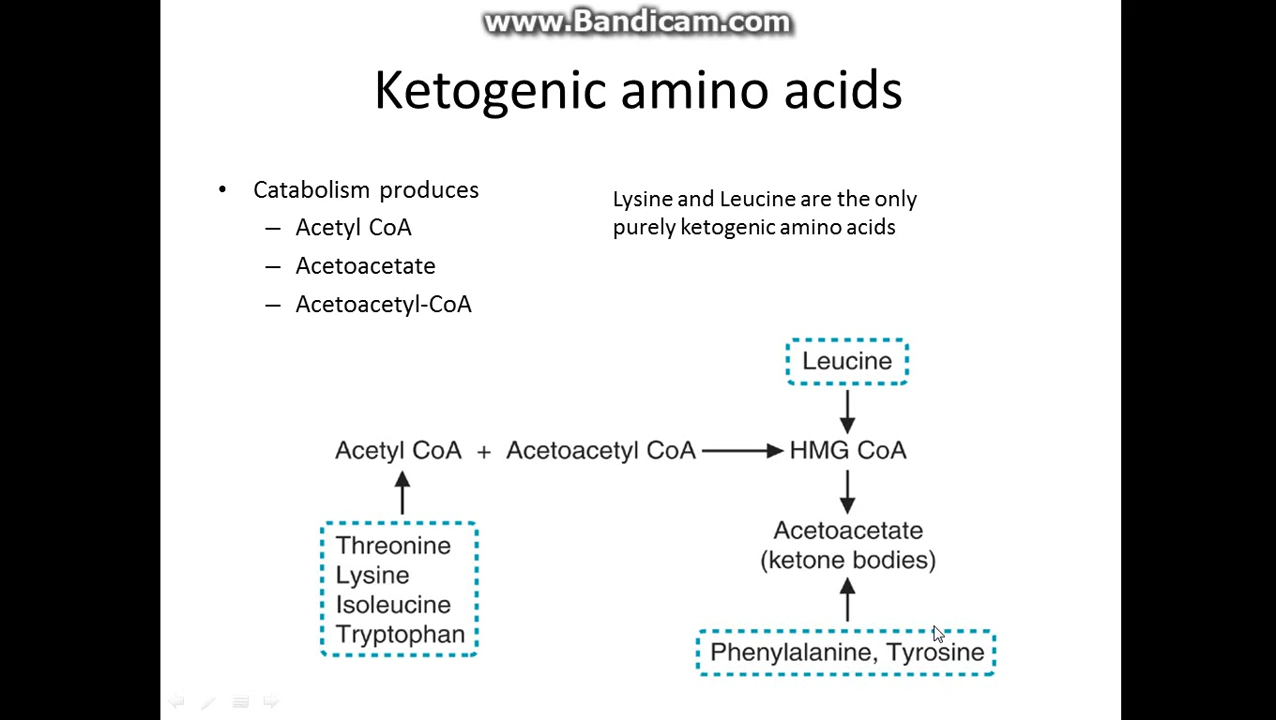 www.Bandicam.com
Ketogenic amino acids
• Catabolism produces
– Acetyl CoA
– Acetoacetate
– Acetoacetyl-CoA
Lysine and Leucine are the only
purely ketogenic amino acids
Leucine
Acetyl CoA + Acetoacetyl CoA
HMG CoA
Threonine
Lysine
Isoleucine
Tryptophan
Acetoacetate
(ketone bodies)
Phenylalanine, Tyrosine